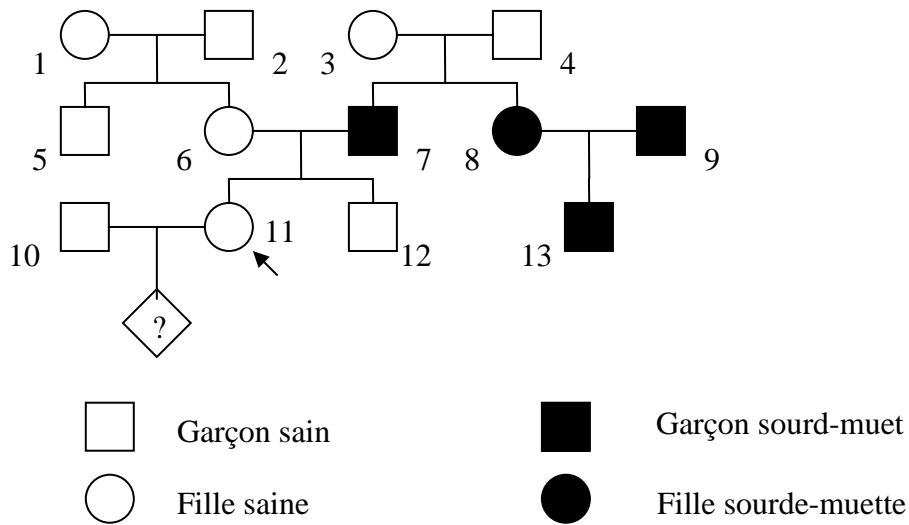 1 2 3 4
5 6 7 8 9
10 11 12 13
?
Garçon sain Garçon sourd-muet
Fille saine Fille sourde-muette